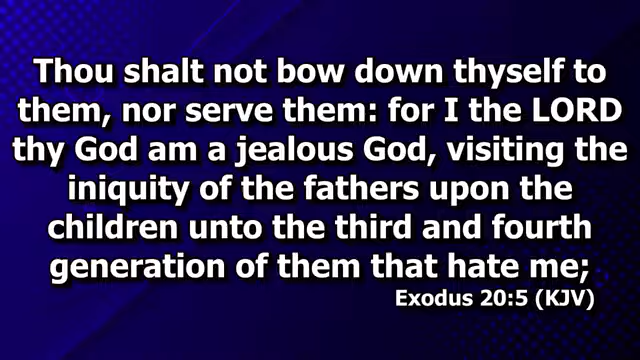 Thou shalt not bow down thyself to
them, nor serve them: for I the LORD
thy God am a jealous God, visiting the
iniquity of the fathers upon the
children unto the third and fourth
generation of them that hate me;
Exodus 20:5 (KJV)